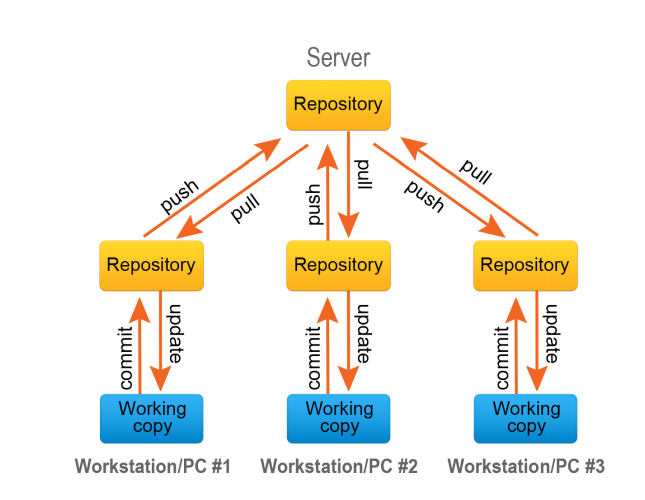 Server
Repository
push
pull
push
pull
push
pull
Repository
Repository
Repository
commit
update
commit
update
commit
update
Working
copy
Working
copy
Working
copy
Workstation/PC #1
Workstation/PC #2
Workstation/PC #3